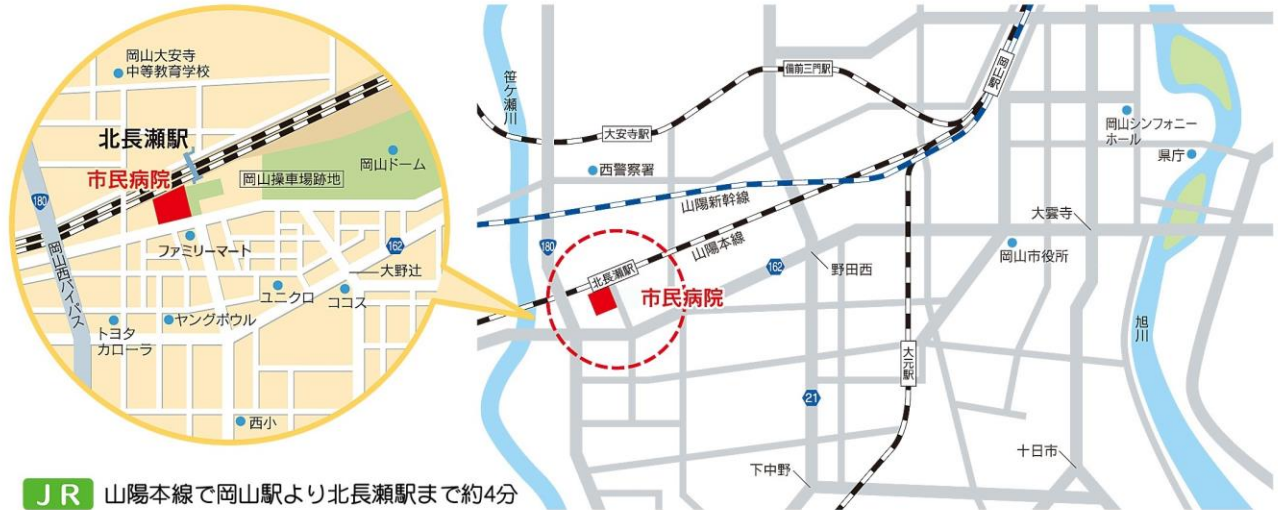 岡山大安寺
中等教育学校
北長瀬駅
市民病院
岡山操車場跡地
岡山ドーム
180
岡山西バイパス
ファミリーマート
162
大野辻
ユニクロ
ココス
ヤングボウル
トヨタ
カローラ
西小
笹ケ瀬川
備前三門駅
岡山駅
大安寺駅
西警察署
岡山シンフォニー
ホール
県庁
山陽新幹線
山陽本線
大雲寺
岡山市役所
180
北長瀬駅
162
野田西
市民病院
旭川
大元駅
21
下中野
十日市
JR 山陽本線で岡山駅より北長瀬駅まで約4分